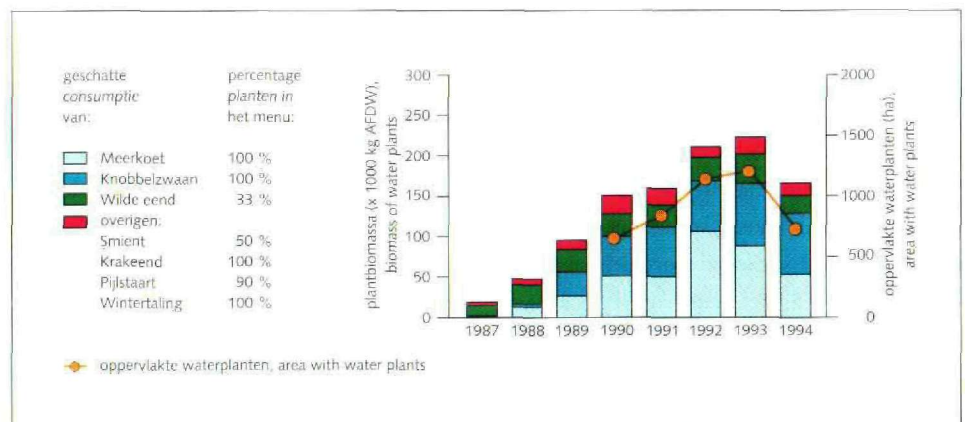 geschatte percentage
consumptie planten in
van: het menu:
Meerkoet 100 %
Knobbelzwaan 100 %
Wilde eend 33 %
overigen:
Smient 50 %
Krakeend 100 %
Pijlstaart 90 %
Wintertaling 100 %
oppervlakte waterplanten, area with water plants
plantbiomassa (x 1000 kg AFDW),
biomass of water plants
300
250
200
150
100
50
0
1987 1988 1989 1990 1991 1992 1993 1994
2000
1500
1000
500
0
oppervlakte waterplanten (ha),
area with water plants